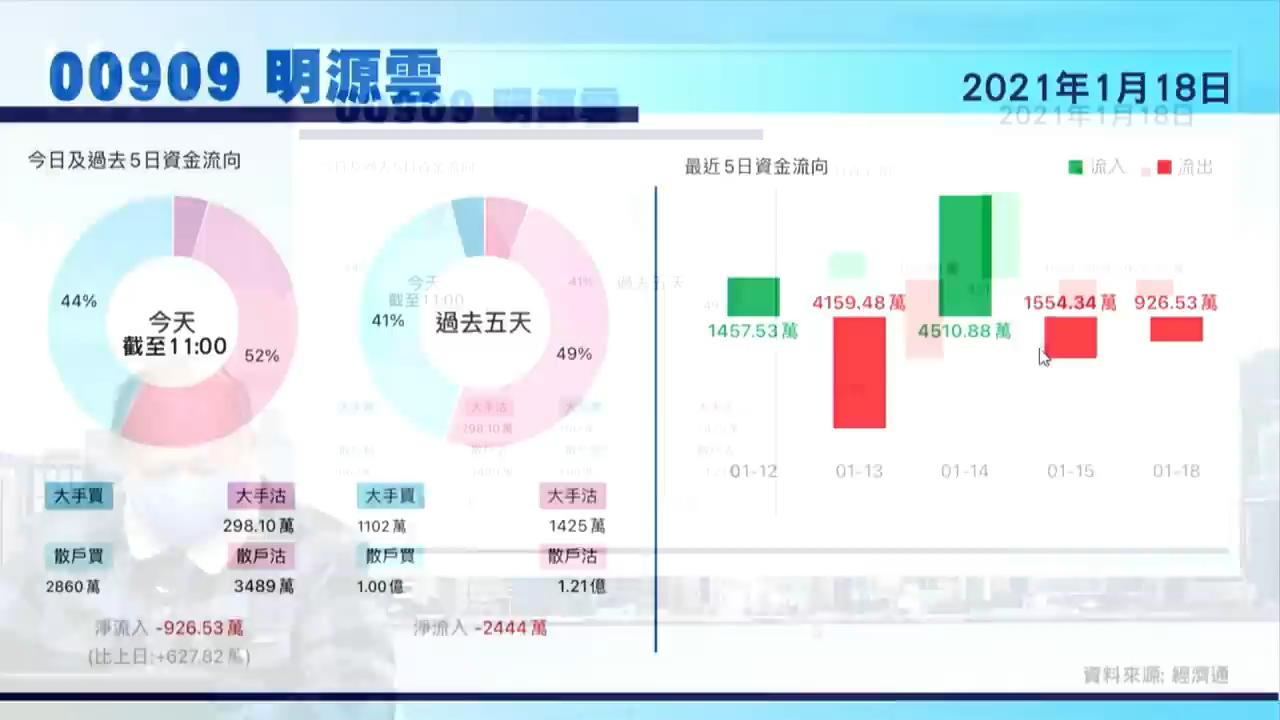 00909 明源雲
2021年1月18日
今日及過去5日資金流向
44%
52%
今天
截至11:00
41%
49%
過去五天
大手買
大手沽
298.10萬
散戶買
散戶沽
2860萬
3489萬
淨流入 -926.53萬
(比上日:+627.82萬)
大手買
大手沽
1102萬
1425萬
散戶買
散戶沽
1.00億
1.21億
淨流入 -2444萬
最近5日資金流向
流入
流出
1457.53萬
4159.48萬
4510.88萬
1554.34萬
926.53萬
01-12
01-13
01-14
01-15
01-18
資料來源: 經濟通